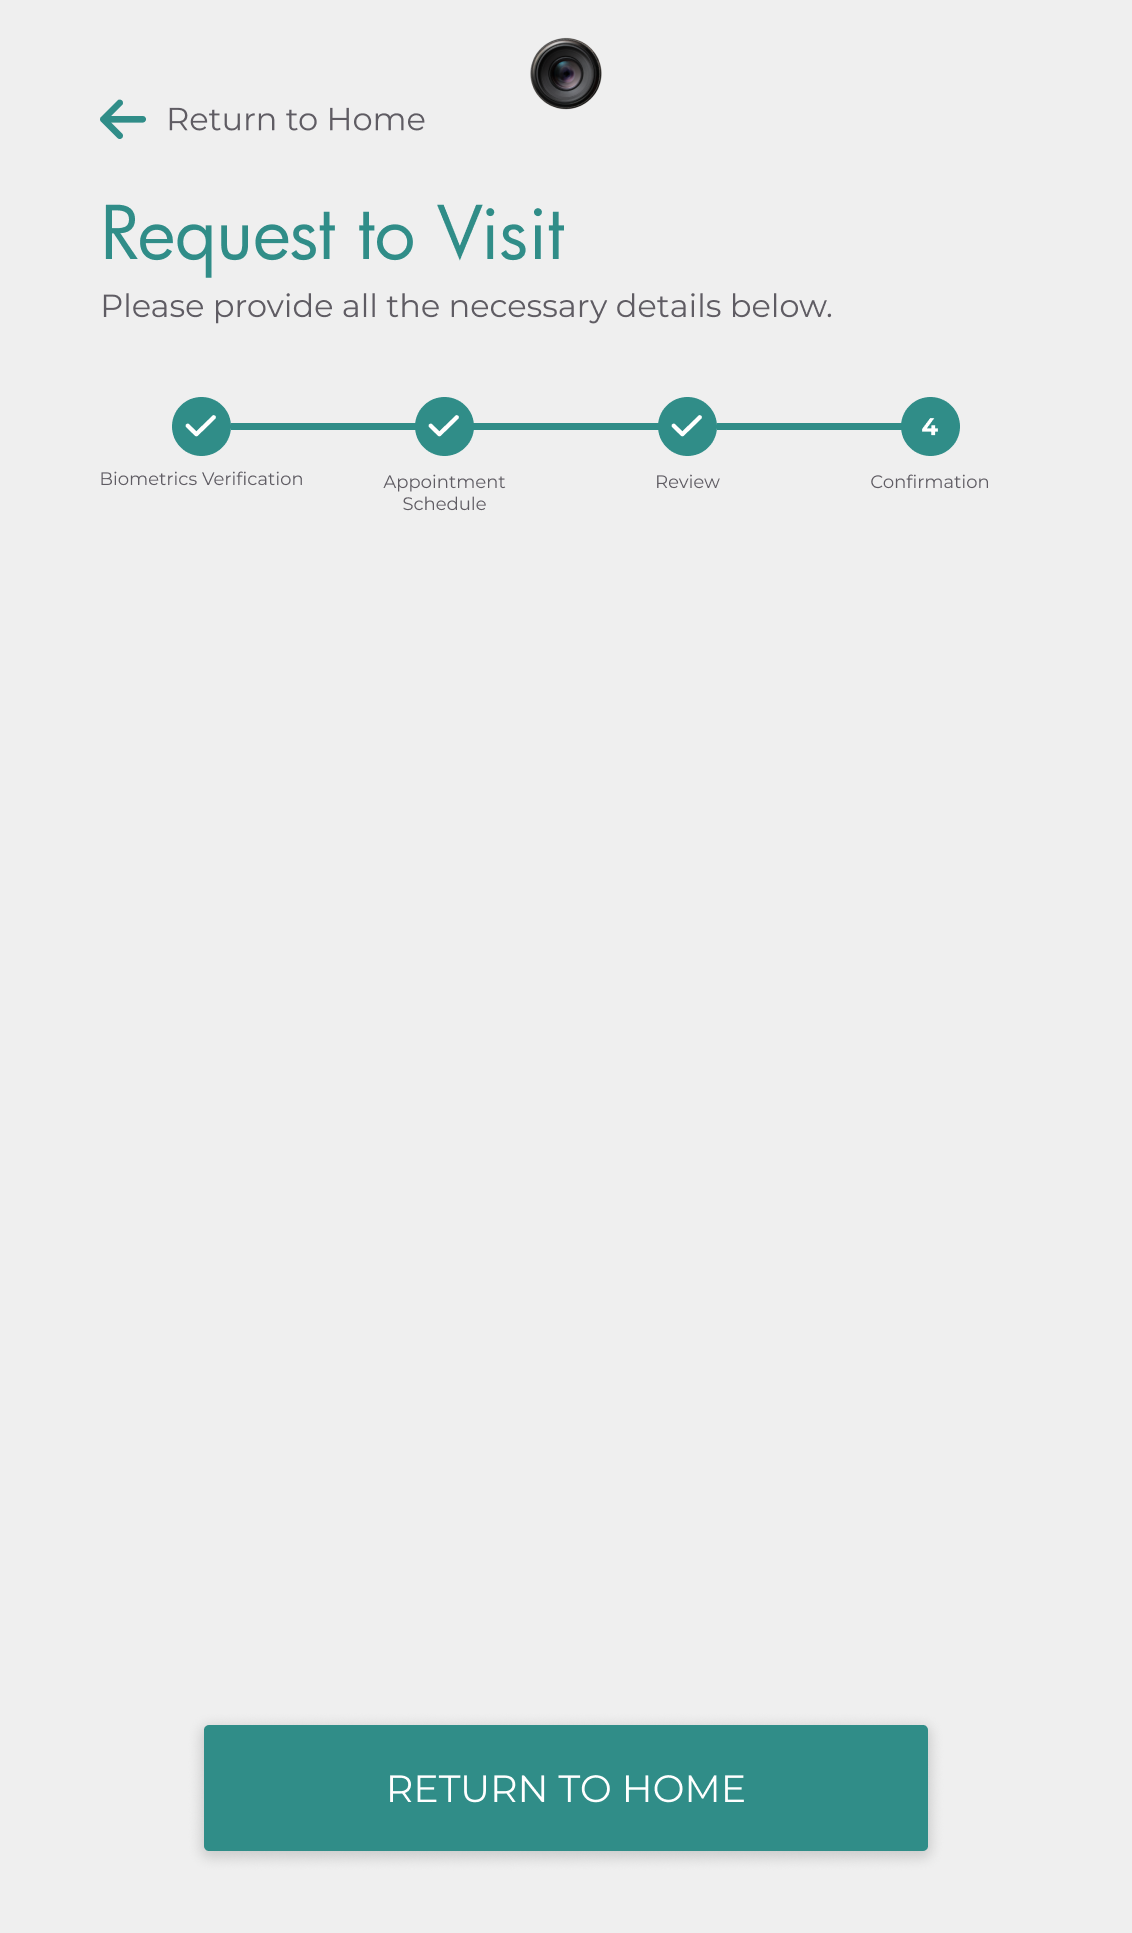 Return to Home
Request to Visit
Please provide all the necessary details below.
4
Biometrics Verification
Appointment
Schedule
Review
Confirmation
RETURN TO HOME